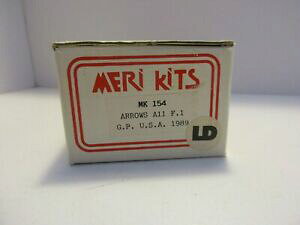 MERI KITS
MK 154
ARROWS A11 F.1
G.P. U.S.A. 1989
LD